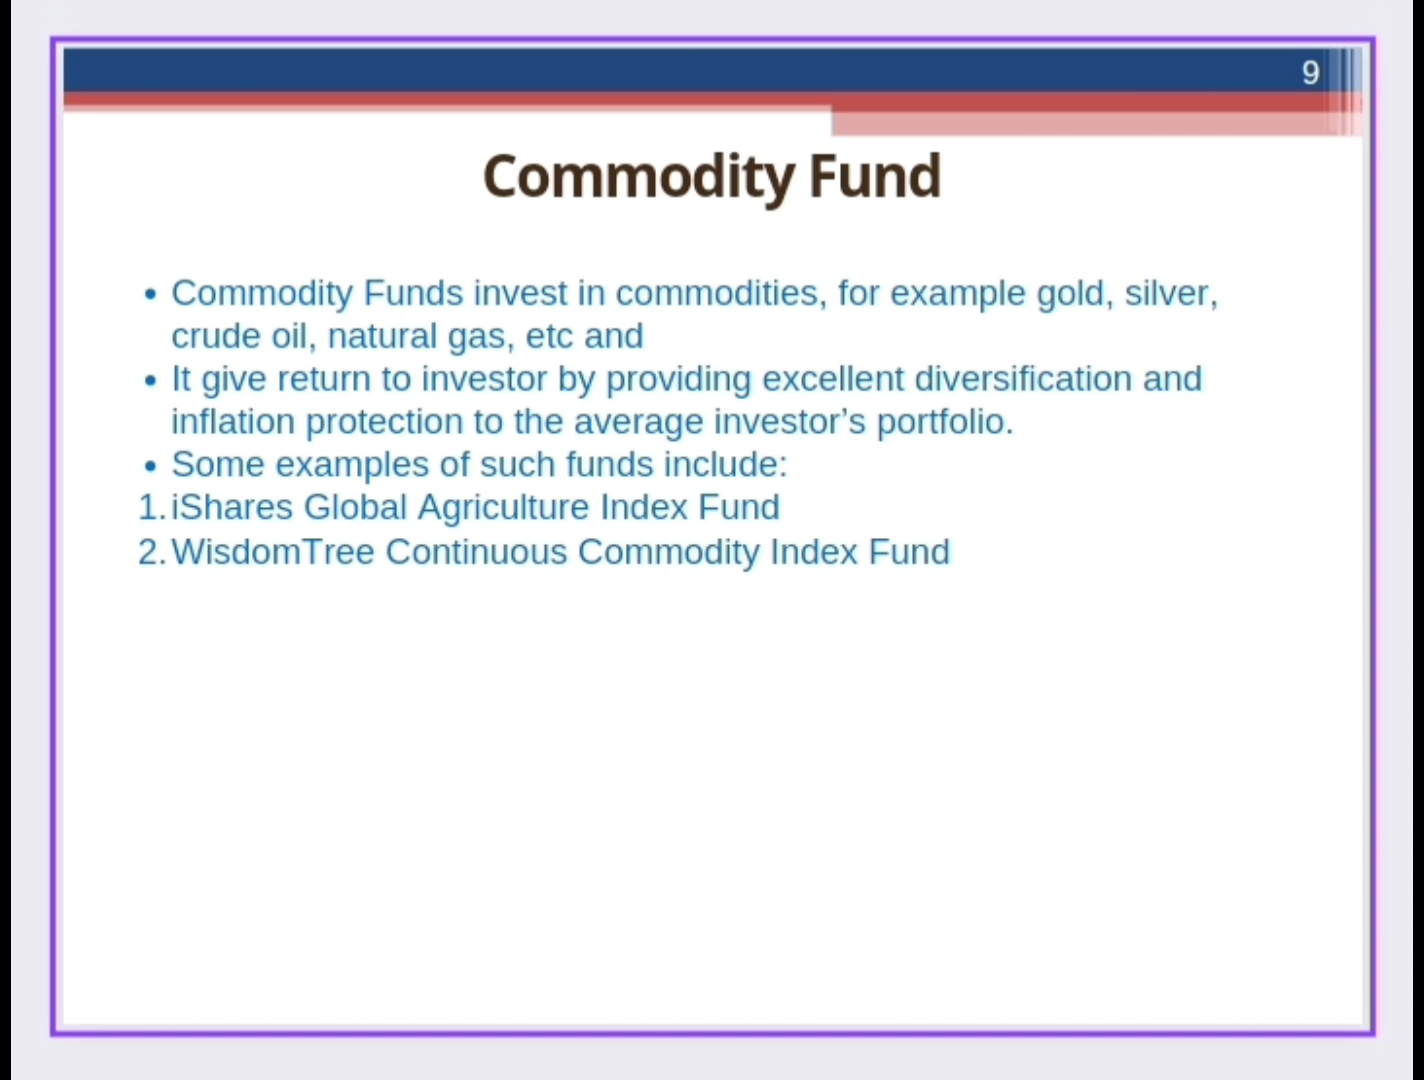 9
Commodity Fund
• Commodity Funds invest in commodities, for example gold, silver,
crude oil, natural gas, etc and
• It give return to investor by providing excellent diversification and
inflation protection to the average investor’s portfolio.
• Some examples of such funds include:
1. iShares Global Agriculture Index Fund
2. WisdomTree Continuous Commodity Index Fund